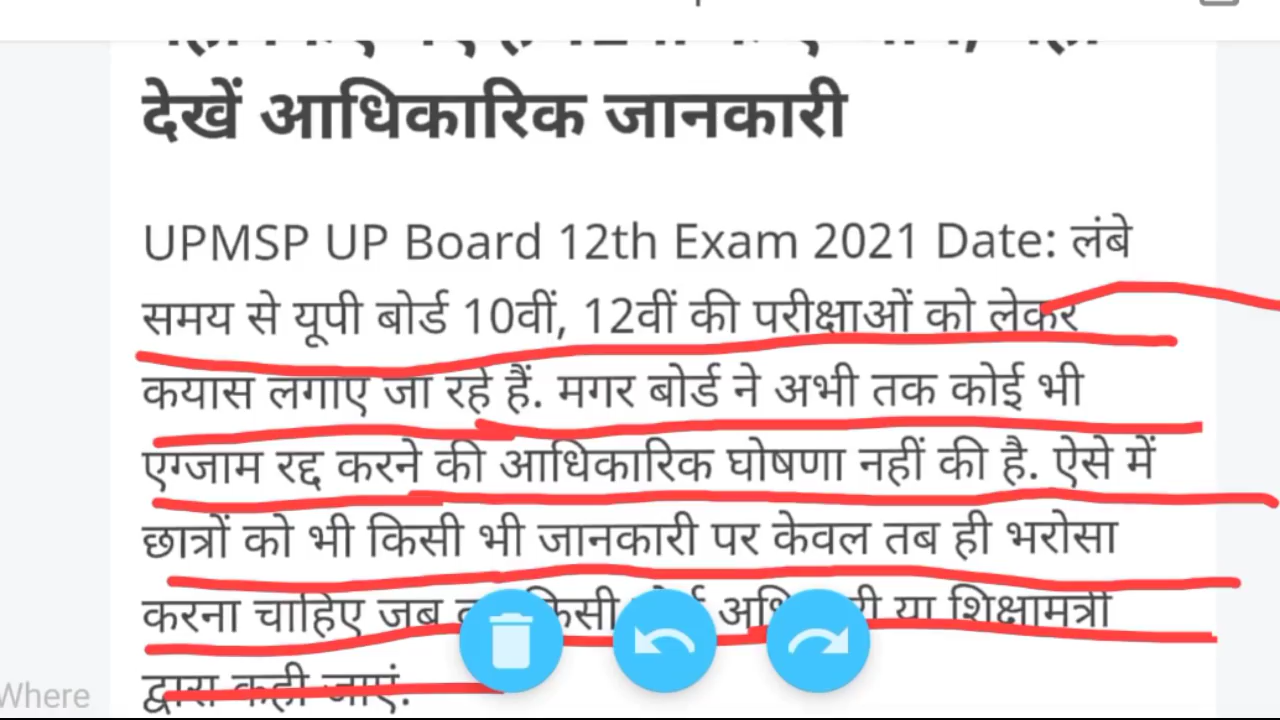 देखें आधिकारिक जानकारी
UPMSP UP Board 12th Exam 2021 Date: लंबे
समय से यूपी बोर्ड 10वीं, 12वीं की परीक्षाओं को लेकर
कयास लगाए जा रहे हैं. मगर बोर्ड ने अभी तक कोई भी
एग्जाम रद्द करने की आधिकारिक घोषणा नहीं की है. ऐसे में
छात्रों को भी किसी भी जानकारी पर केवल तब ही भरोसा
करना चाहिए जब या शिक्षामंत्री
द्वारा कही जाएं.
Where